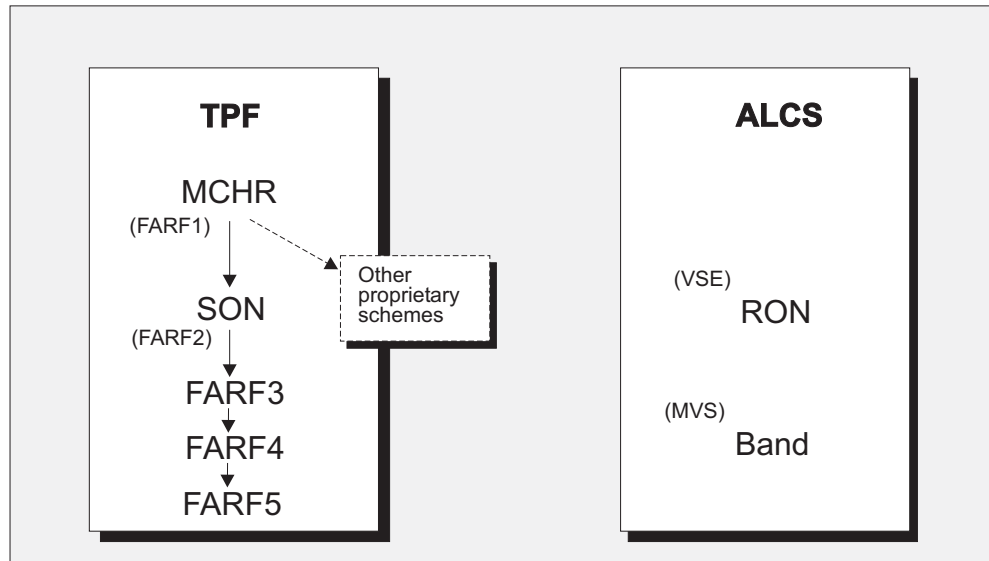 TPF
MCHR
(FARF1)
Other
proprietary
schemes
SON
(FARF2)
FARF3
FARF4
FARF5
ALCS
(VSE)
RON
(MVS)
Band